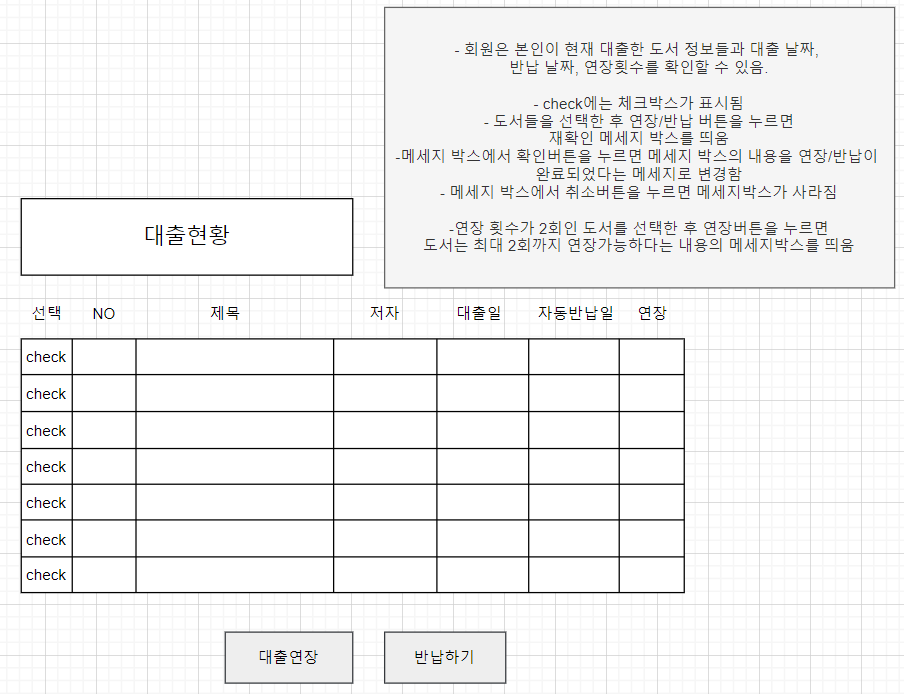 - 회원은 본인이 현재 대출한 도서 정보들과 대출 날짜,
반납 날짜, 연장횟수를 확인할 수 있음.
- check에는 체크박스가 표시됨
- 도서들을 선택한 후 연장/반납 버튼을 누르면
재확인 메세지 박스를 띄움
-메세지 박스에서 확인버튼을 누르면 메세지 박스의 내용을 연장/반납이
완료되었다는 메세지로 변경함
- 메세지 박스에서 취소버튼을 누르면 메세지박스가 사라짐
-연장 횟수가 2회인 도서를 선택한 후 연장버튼을 누르면
도서는 최대 2회까지 연장가능하다는 내용의 메세지박스를 띄움
대출현황
선택 NO 제목 저자 대출일 자동반납일 연장
check
check
check
check
check
check
check
대출연장 반납하기